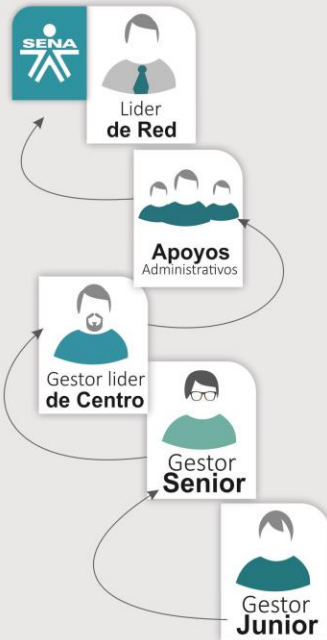 SENA
Lider
de Red
Apoyos
Administrativos
Gestor lider
de Centro
Gestor
Senior
Gestor
Junior